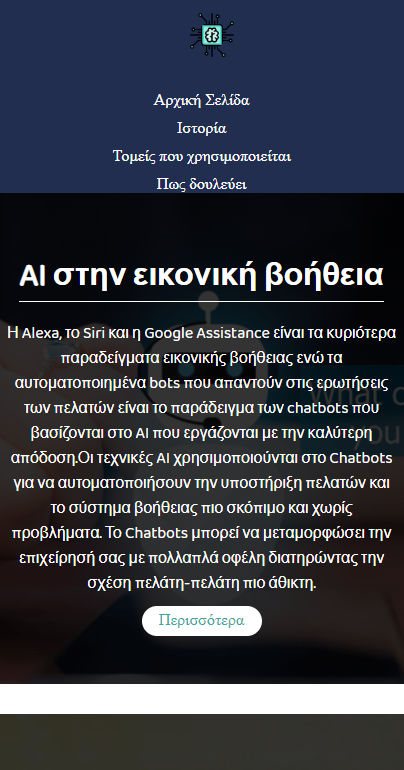 Αρχική Σελίδα
Ιστορία
Τομείς που χρησιμοποιείται
Πως δουλεύει
AI στην εικονική βοήθεια
Η Alexa, το Siri και η Google Assistance είναι τα κυριότερα
παραδείγματα εικονικής βοήθειας ενώ τα
αυτοματοποιημένα bots που απαντούν στις ερωτήσεις
των πελατών είναι το παράδειγμα των chatbots που
βασίζονται στο AI που εργάζονται με την καλύτερη
απόδοση.Οι τεχνικές AI χρησιμοποιούνται στο Chatbots
για να αυτοματοποιήσουν την υποστήριξη πελατών και
το σύστημα βοήθειας πιο σκόπιμο και χωρίς
προβλήματα. Το Chatbots μπορεί να μεταμορφώσει την
επιχείρησή σας με πολλαπλά οφέλη διατηρώντας την
σχέση πελάτη-πελάτη πιο άθικτη.
Περισσότερα